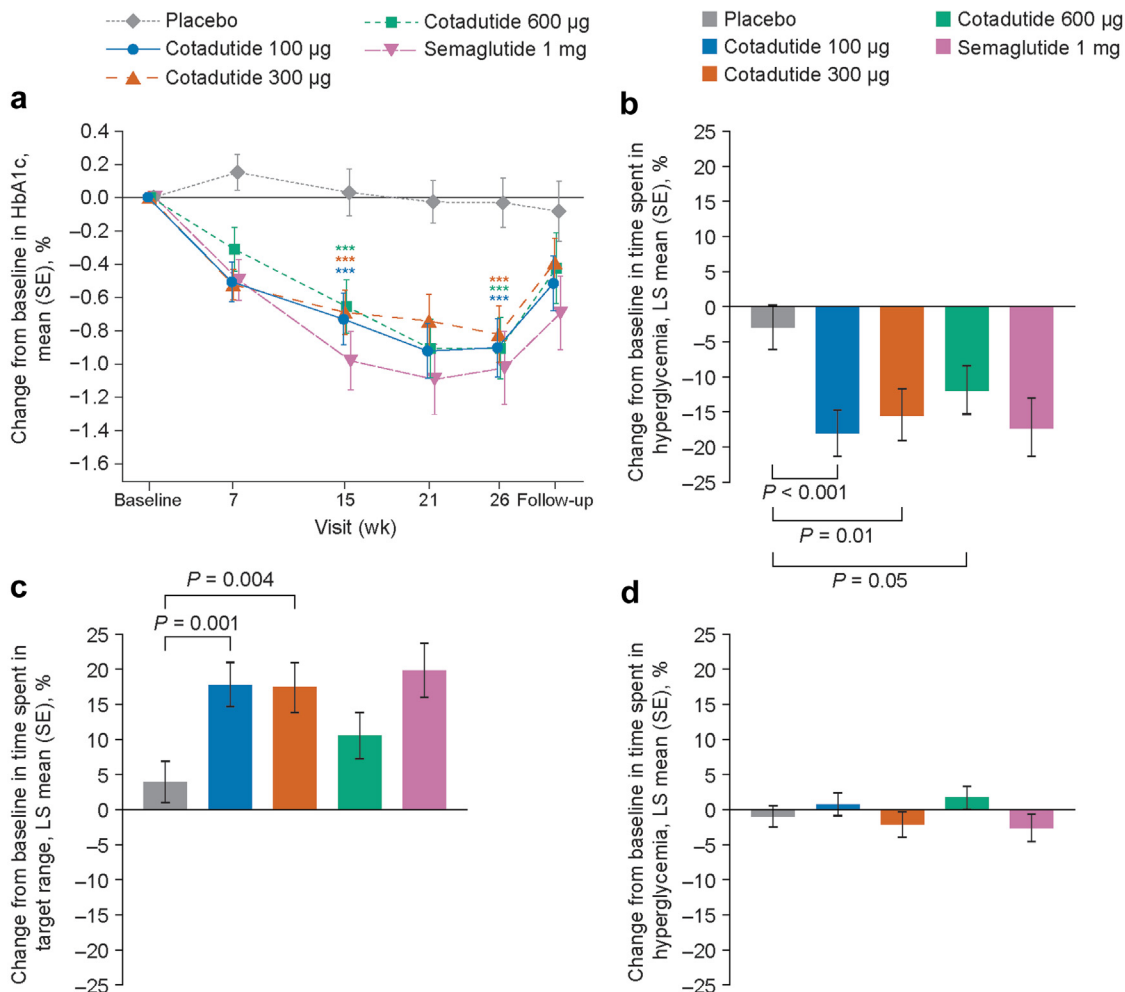 Placebo
Cotadutide 100 µg
Cotadutide 300 µg
Cotadutide 600 µg
Semaglutide 1 mg
Placebo
Cotadutide 100 µg
Cotadutide 300 µg
Cotadutide 600 µg
Semaglutide 1 mg
a
Change from baseline in HbA1c,
mean (SE), %
0.4
0.2
0.0
−0.2
−0.4
−0.6
−0.8
−1.0
−1.2
−1.4
−1.6
***
***
***
***
***
***
Baseline
7
15
21
26
Follow-up
Visit (wk)
b
Change from baseline in time spent in
hyperglycemia, LS mean (SE), %
25
20
15
10
5
0
−5
−10
−15
−20
−25
P < 0.001
P = 0.01
P = 0.05
c
Change from baseline in time spent in
target range, LS mean (SE), %
P = 0.004
P = 0.001
25
20
15
10
5
0
−5
−10
−15
−20
−25
d
Change from baseline in time spent in
hyperglycemia, LS mean (SE), %
25
20
15
10
5
0
−5
−10
−15
−20
−25